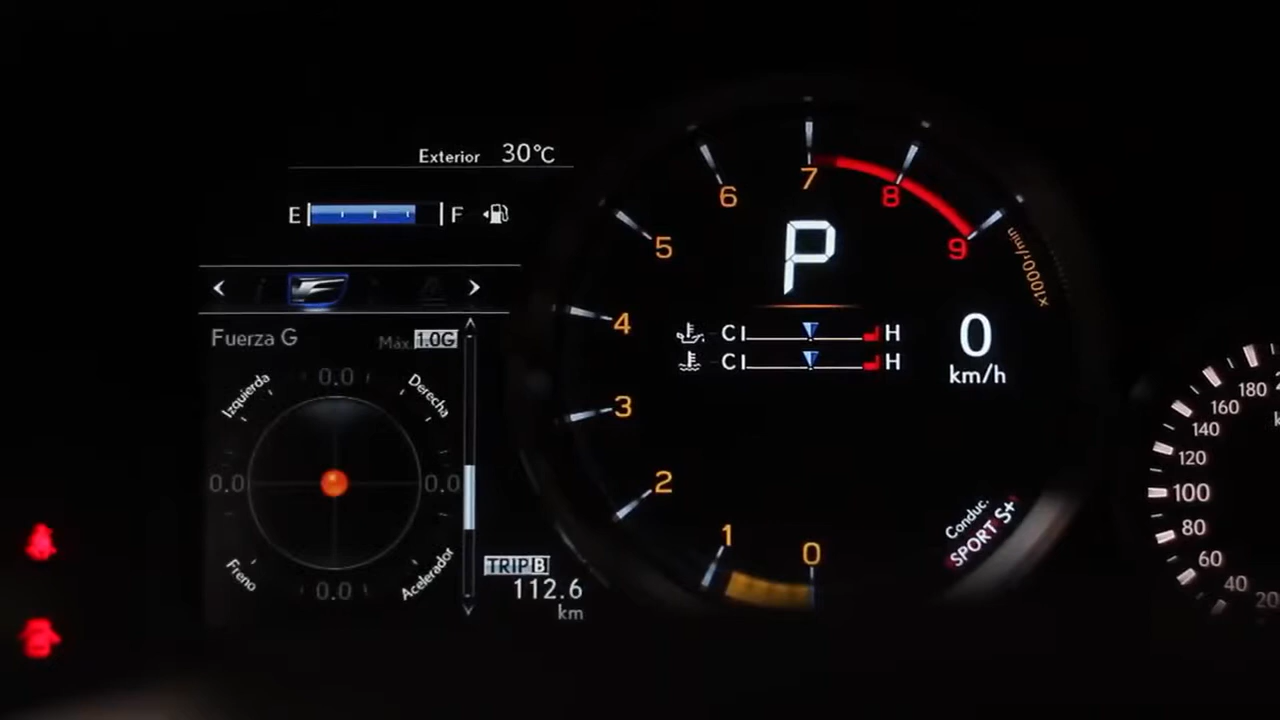 Exterior 30°C
E F
F
Fuerza G
Máx. 1.0G
Izquierda 0.0 Derecha
0.0 0.0
Freno 0.0 Acelerador
TRIP B
112.6
km
0
1
2
3
4
5
6
7
8
9
x1000r/min
P
C H
C H
0
km/h
Conduc.
SPORT S+
20
40
60
80
100
120
140
160
180